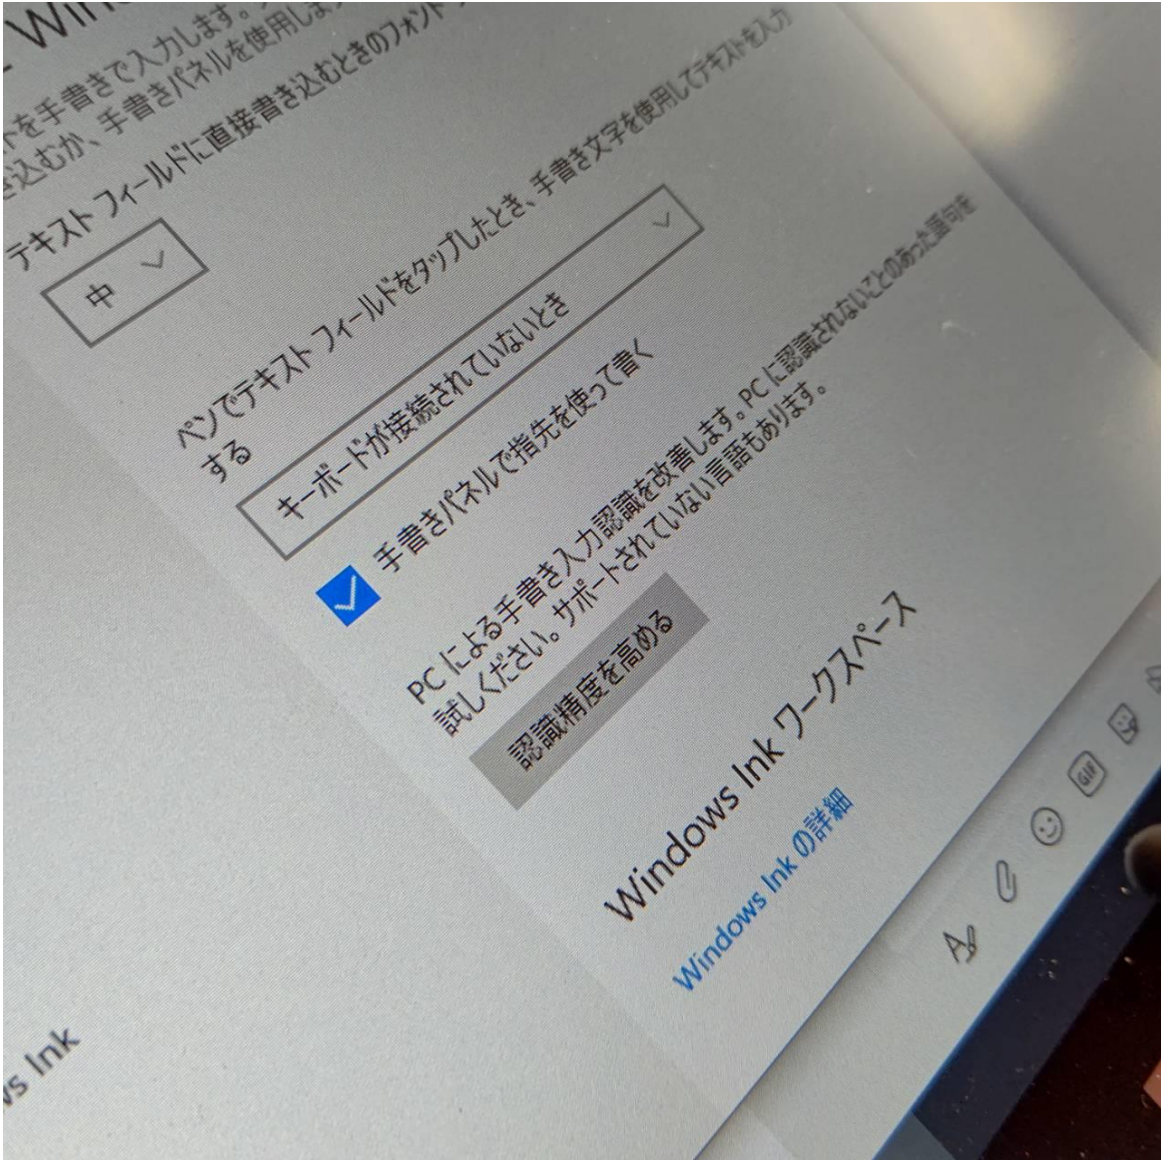 Win
トを手書きで入力します。
き込むか、手書きパネルを使用しま
テキスト フィールドに直接書き込むときのフォント
中
ペンでテキスト フィールドをタップしたとき、手書き文字を使用してテキストを入力
する
キーボードが接続されていないとき
手書きパネルで指先を使って書く
PC による手書き入力認識を改善します。PC に認識されないことのあった語句を
試しください。サポートされていない言語もあります。
認識精度を高める
Windows Ink ワークスペース
Windows Ink の詳細
GIF
ws Ink